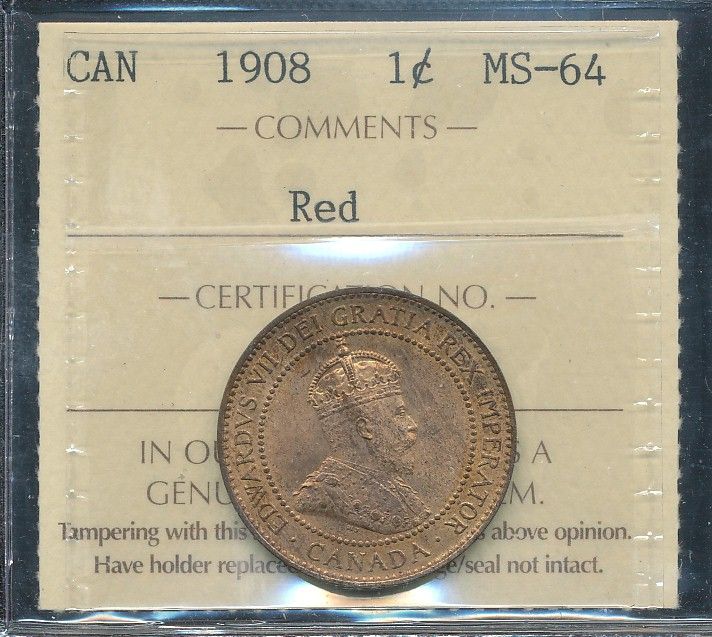 CAN 1908 1¢ MS-64
— COMMENTS —
Red
— CERTIFICA NO. —
EDWARDVS VII DEI GRATIA REX IMPERATOR
CANADA
IN OU S A
GENU M.
Tampering with this s above opinion.
Have holder replace ge/seal not intact.